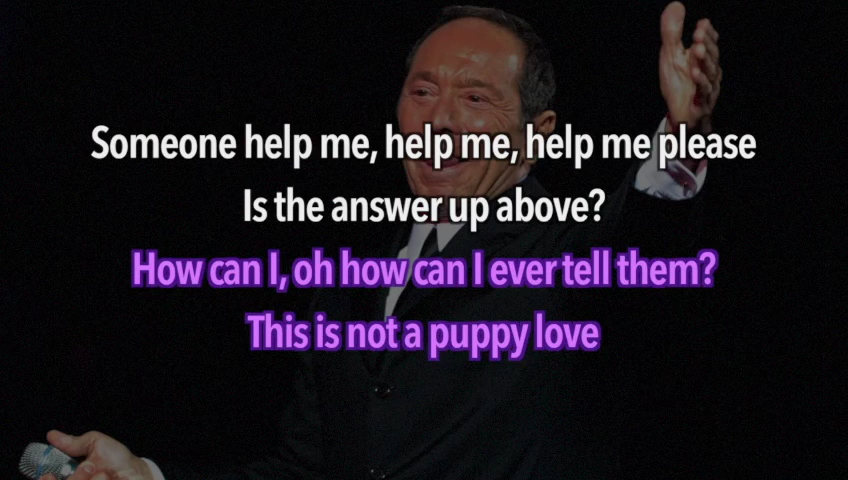 Someone help me, help me, help me please
Is the answer up above?
How can I, oh how can I ever tell them?
This is not a puppy love